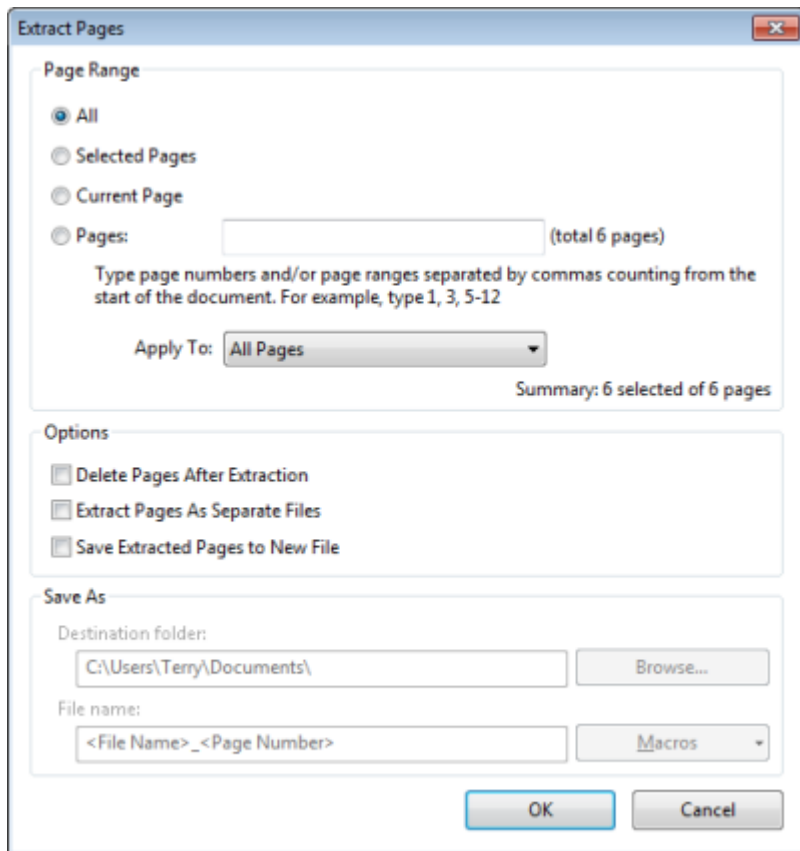 Extract Pages
Page Range
All
Selected Pages
Current Page
Pages: (total 6 pages)
Type page numbers and/or page ranges separated by commas counting from the
start of the document. For example, type 1, 3, 5-12
Apply To: All Pages
Summary: 6 selected of 6 pages
Options
Delete Pages After Extraction
Extract Pages As Separate Files
Save Extracted Pages to New File
Save As
Destination folder:
C:\Users\Terry\Documents\ Browse...
File name:
<File Name>_<Page Number> Macros
OK Cancel